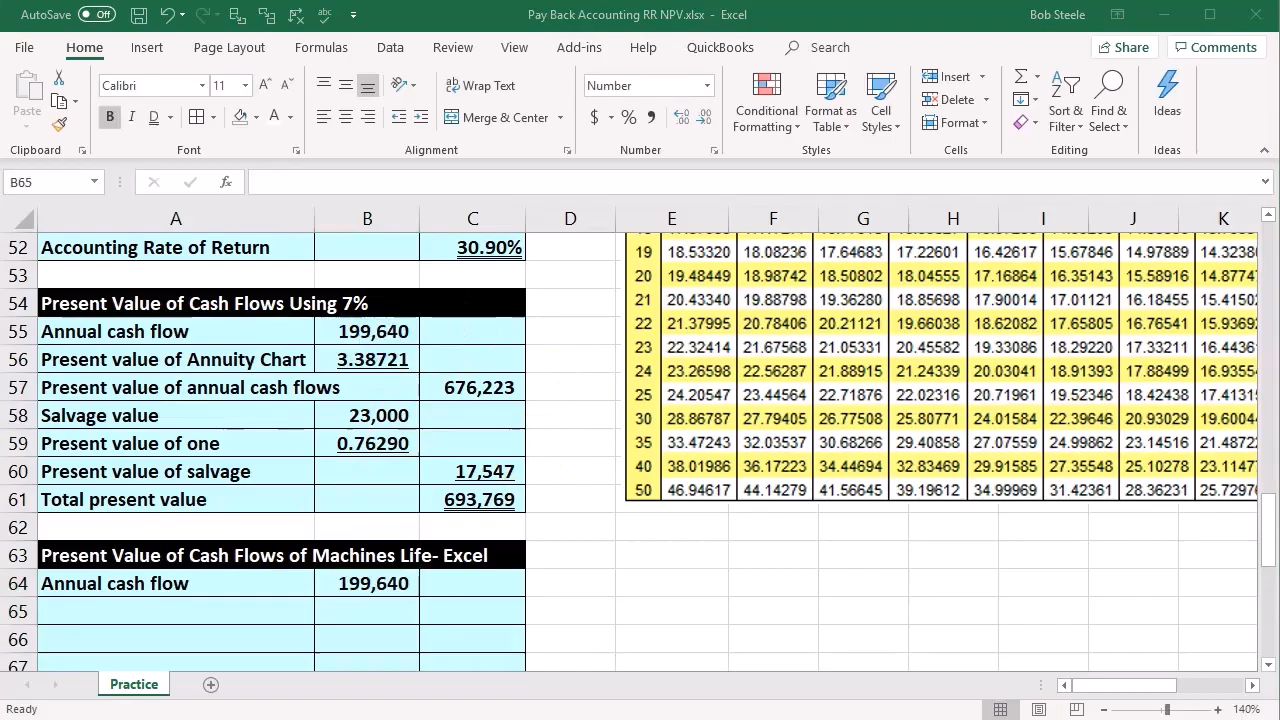 AutoSave Off Pay Back Accounting RR NPV.xlsx - Excel Bob Steele
File Home Insert Page Layout Formulas Data Review View Add-ins Help QuickBooks Search Share Comments
Paste Calibri 11 Wrap Text Number Conditional Formatting Format as Table Cell Styles Insert Sort & Filter Find & Select Ideas
B I D A Merge & Center $ % , Delete
Format
Clipboard Font Alignment Number Styles Cells Editing Ideas
B65 fx
A B C D E F G H I J K
52 Accounting Rate of Return 30.90%
53
54 Present Value of Cash Flows Using 7%
55 Annual cash flow 199,640
56 Present value of Annuity Chart 3.38721
57 Present value of annual cash flows 676,223
58 Salvage value 23,000
59 Present value of one 0.76290
60 Present value of salvage 17,547
61 Total present value 693,769
62
63 Present Value of Cash Flows of Machines Life- Excel
64 Annual cash flow 199,640
65
66
67
19 18.53320 18.08236 17.64683 17.22601 16.42617 15.67846 14.97889 14.3238
20 19.48449 18.98742 18.50802 18.04555 17.16864 16.35143 15.58916 14.8774
21 20.43340 19.88798 19.36280 18.85698 17.90014 17.01121 16.18455 15.4150
22 21.37995 20.78406 20.21121 19.66038 18.62082 17.65805 16.76541 15.9369
23 22.32414 21.67568 21.05331 20.45582 19.33086 18.29220 17.33211 16.4436
24 23.26598 22.56287 21.88915 21.24339 20.03041 18.91393 17.88499 16.9355
25 24.20547 23.44564 22.71876 22.02316 20.71961 19.52346 18.42438 17.4131
30 28.86787 27.79405 26.77508 25.80771 24.01584 22.39646 20.93029 19.6004
35 33.47243 32.03537 30.68266 29.40858 27.07559 24.99862 23.14516 21.4872
40 38.01986 36.17223 34.44694 32.83469 29.91585 27.35548 25.10278 23.1147
50 46.94617 44.14279 41.56645 39.19612 34.99969 31.42361 28.36231 25.7297
Practice
Ready 140%